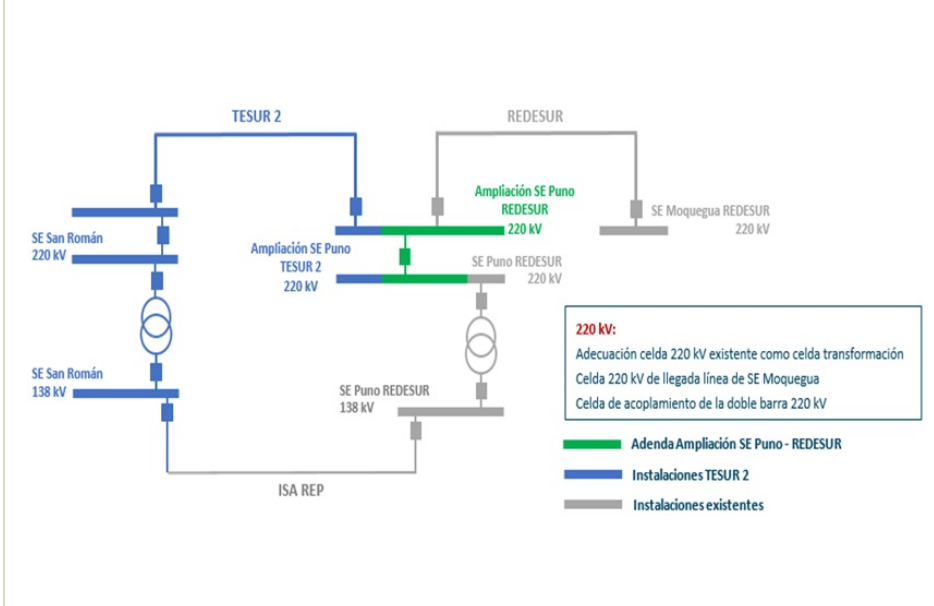 TESUR 2
REDESUR
Ampliación SE Puno
REDESUR
220 kV
SE Moquegua REDESUR
220 kV
SE San Román
220 kV
Ampliación SE Puno
TESUR 2
220 kV
SE Puno REDESUR
220 kV
220 kV:
Adecuación celda 220 kV existente como celda transformación
Celda 220 kV de llegada línea de SE Moquegua
Celda de acoplamiento de la doble barra 220 kV
SE San Román
138 kV
SE Puno REDESUR
138 kV
Adenda Ampliación SE Puno - REDESUR
Instalaciones TESUR 2
Instalaciones existentes
ISA REP